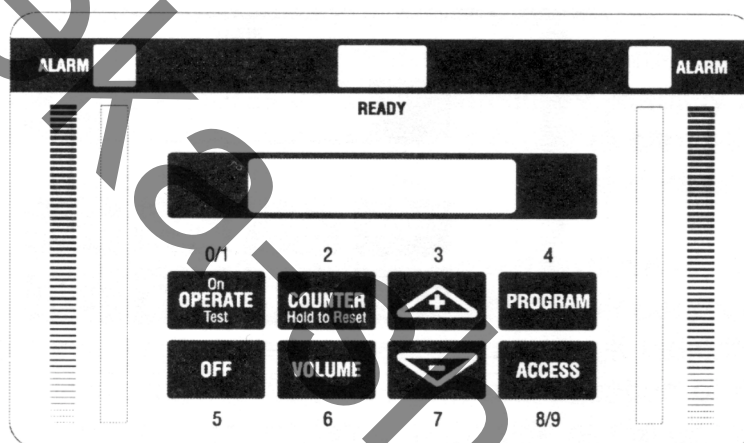 ALARM
ALARM
READY
0/1 2 3 4
On
OPERATE
Test
COUNTER
Hold to Reset
+
PROGRAM
OFF
VOLUME
-
ACCESS
5 6 7 8/9